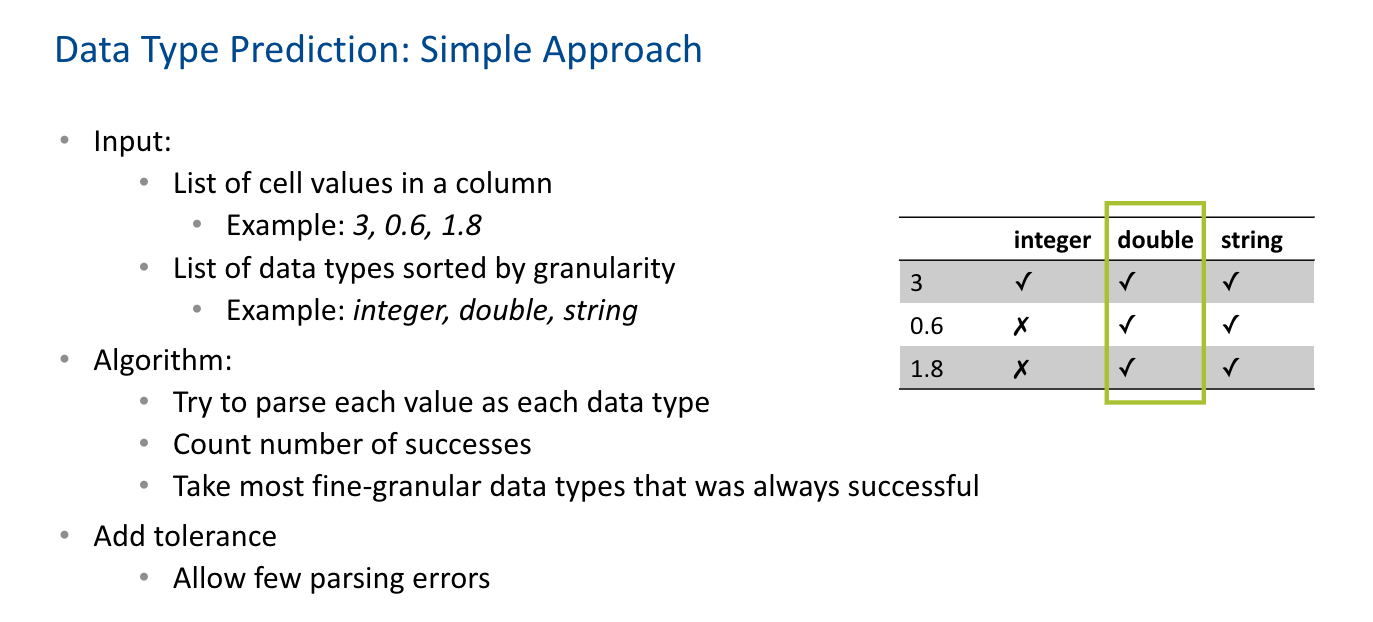 Data Type Prediction: Simple Approach
• Input:
• List of cell values in a column
• Example: 3, 0.6, 1.8
• List of data types sorted by granularity
• Example: integer, double, string
• Algorithm:
• Try to parse each value as each data type
• Count number of successes
• Take most fine-granular data types that was always successful
• Add tolerance
• Allow few parsing errors
integer double string
3 ✓ ✓ ✓
0.6 ✗ ✓ ✓
1.8 ✗ ✓ ✓